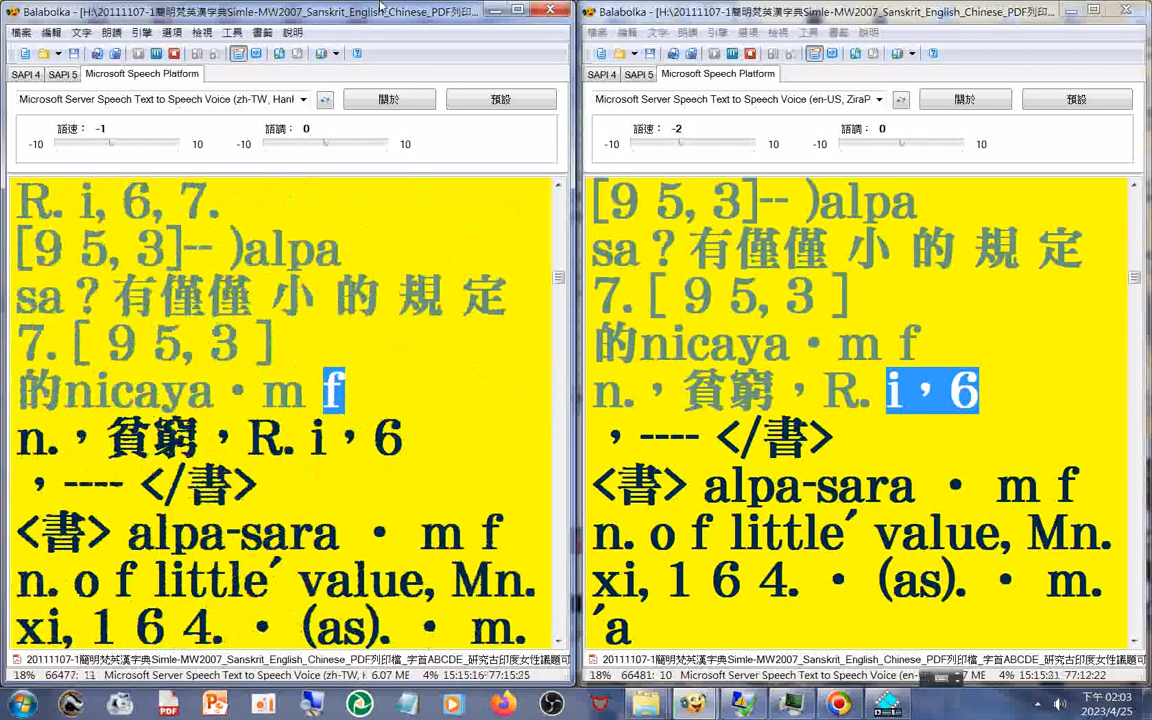 Balabolka - [H:\20111107-1簡明梵英漢字典Simle-MW2007_Sanskrit_English_Chinese_PDF列印...
檔案 編輯 文字 朗讀 引擎 選項 檢視 工具 書籤 說明
SAPI 4 SAPI 5 Microsoft Speech Platform
Microsoft Server Speech Text to Speech Voice (zh-TW, Hanl
關於 預設
語速： -1 語調： 0
-10 10 -10 10
R. i, 6, 7.
[9 5, 3]-- )alpa
sa？有僅僅 小 的 規 定
7. [ 9 5, 3 ]
的nicaya・m f
n.，貧窮，R. i，6
，---- </書>
<書> alpa-sara ・ m f
n. o f little´ value, Mn.
xi, 1 6 4. ・ (as). ・ m.
20111107-1簡明梵英漢字典Simle-MW2007_Sanskrit_English_Chinese_PDF列印檔_字首ABCDE_研究古印度女性議題可
18% 66477: 11 Microsoft Server Speech Text to Speech Voice (zh-TW, H 6.07 MB 4% 15:15:16-77:15:25
Balabolka - [H:\20111107-1簡明梵英漢字典Simle-MW2007_Sanskrit_English_Chinese_PDF列印...
檔案 編輯 文字 朗讀 引擎 選項 檢視 工具 書籤 說明
SAPI 4 SAPI 5 Microsoft Speech Platform
Microsoft Server Speech Text to Speech Voice (en-US, ZiraP
關於 預設
語速： -2 語調： 0
-10 10 -10 10
[9 5, 3]-- )alpa
sa？有僅僅 小 的 規 定
7. [ 9 5, 3 ]
的nicaya・m f
n.，貧窮，R. i，6
，---- </書>
<書> alpa-sara ・ m f
n. o f little´ value, Mn.
xi, 1 6 4. ・ (as). ・ m.
´a
20111107-1簡明梵英漢字典Simle-MW2007_Sanskrit_English_Chinese_PDF列印檔_字首ABCDE_研究古印度女性議題可
18% 66481: 10 Microsoft Server Speech Text to Speech Voice 4% 15:15:31-77:12:22
下午 02:03
2023/4/25